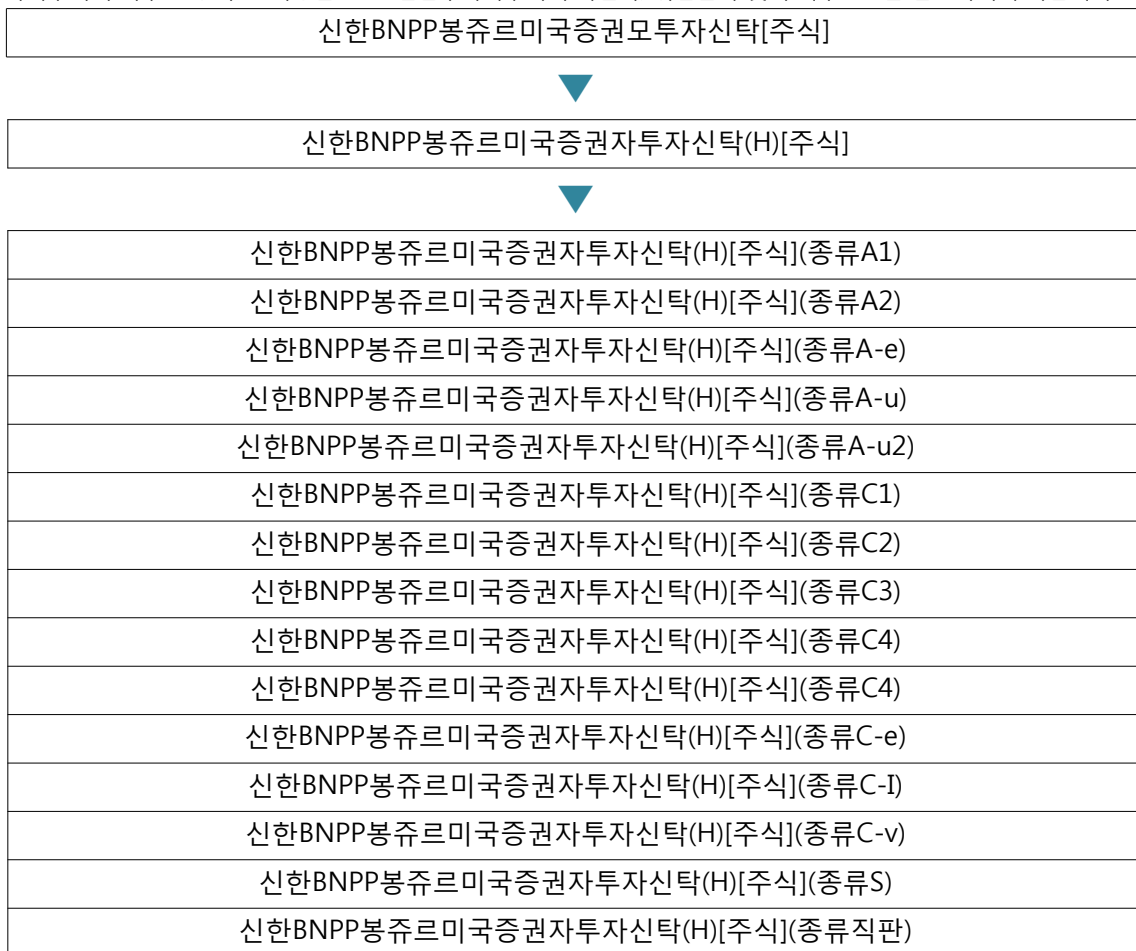 신한BNPP봉쥬르미국증권모투자신탁[주식]
신한BNPP봉쥬르미국증권자투자신탁(H)[주식]
신한BNPP봉쥬르미국증권자투자신탁(H)[주식](종류A1)
신한BNPP봉쥬르미국증권자투자신탁(H)[주식](종류A2)
신한BNPP봉쥬르미국증권자투자신탁(H)[주식](종류A-e)
신한BNPP봉쥬르미국증권자투자신탁(H)[주식](종류A-u)
신한BNPP봉쥬르미국증권자투자신탁(H)[주식](종류A-u2)
신한BNPP봉쥬르미국증권자투자신탁(H)[주식](종류C1)
신한BNPP봉쥬르미국증권자투자신탁(H)[주식](종류C2)
신한BNPP봉쥬르미국증권자투자신탁(H)[주식](종류C3)
신한BNPP봉쥬르미국증권자투자신탁(H)[주식](종류C4)
신한BNPP봉쥬르미국증권자투자신탁(H)[주식](종류C4)
신한BNPP봉쥬르미국증권자투자신탁(H)[주식](종류C-e)
신한BNPP봉쥬르미국증권자투자신탁(H)[주식](종류C-I)
신한BNPP봉쥬르미국증권자투자신탁(H)[주식](종류C-v)
신한BNPP봉쥬르미국증권자투자신탁(H)[주식](종류S)
신한BNPP봉쥬르미국증권자투자신탁(H)[주식](종류직판)